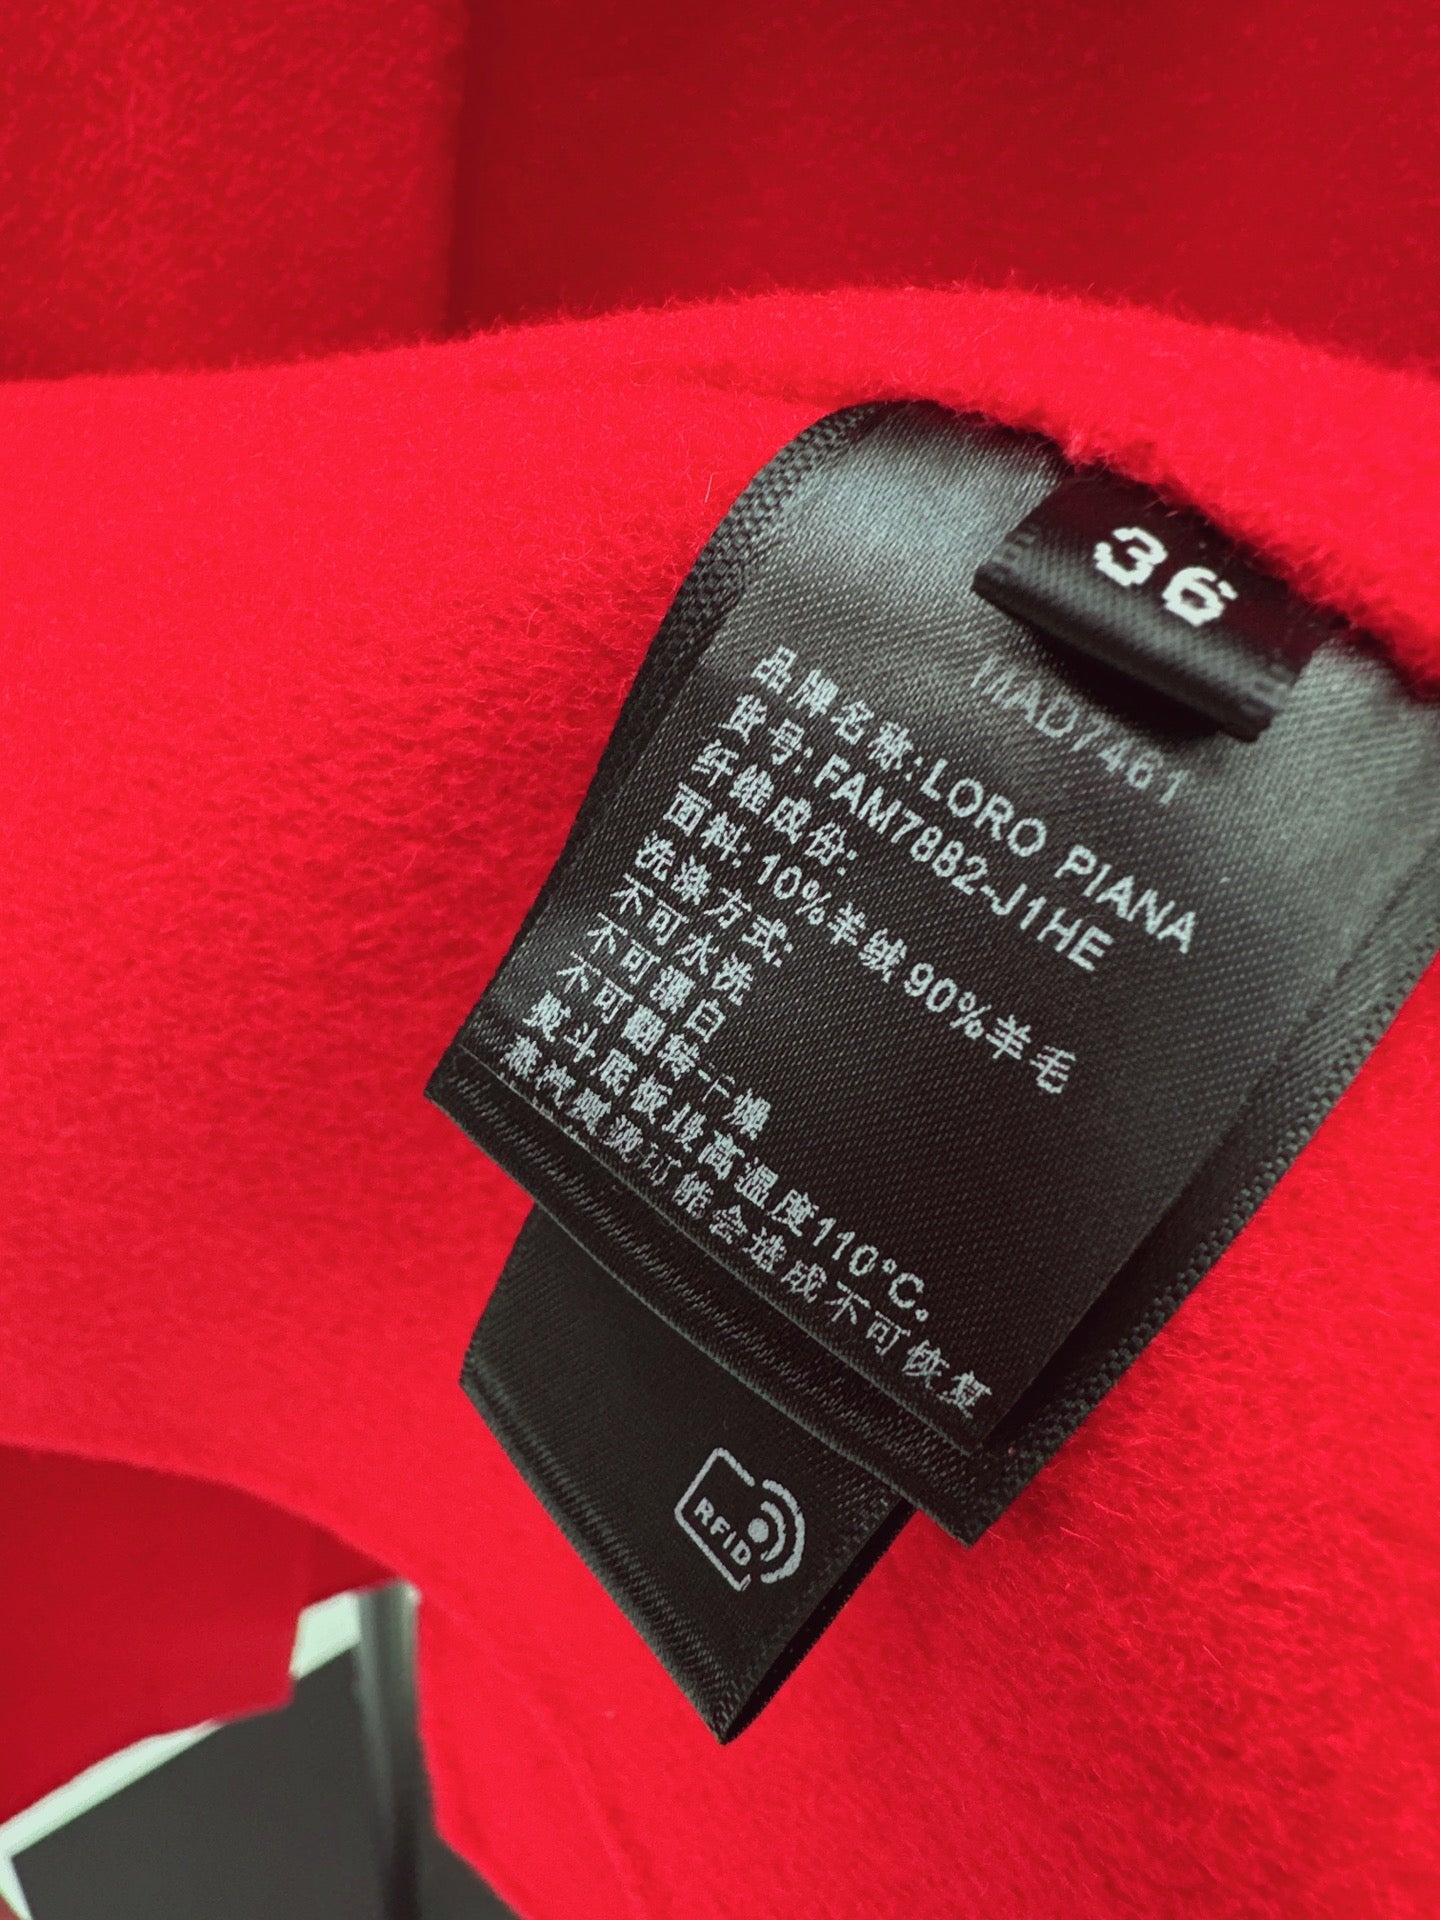 36
品牌名称:LORO PIANA
货号: FAM7882-J1HE
纤维成份:
面料: 10%羊绒 90%羊毛
洗涤方式:
不可水洗
不可漂白
不可翻转干燥
熨斗底板最高温度110℃。
蒸汽熨烫可能会造成不可恢复
RFID